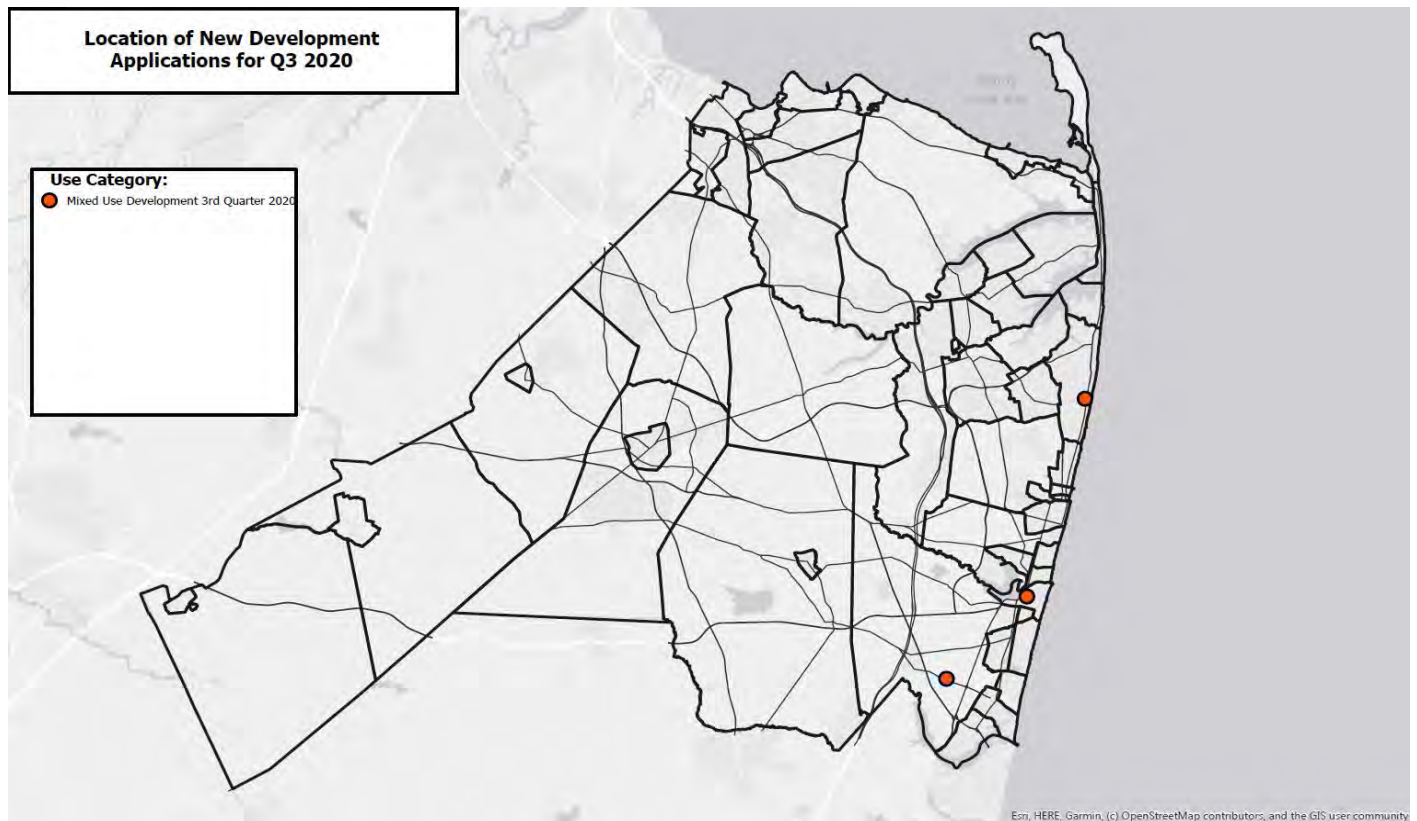 Location of New Development
Applications for Q3 2020
Use Category:
Mixed Use Development 3rd Quarter 2020
Esri, HERE, Garmin, (c) OpenStreetMap contributors, and the GIS user community